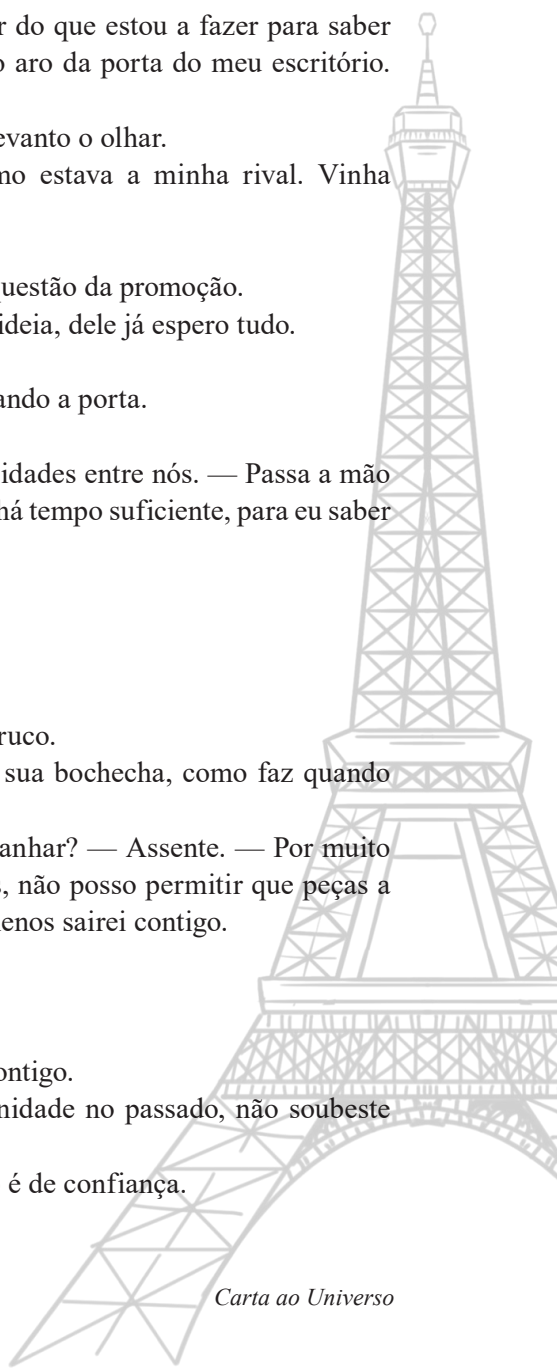 r do que estou a fazer para saber
o aro da porta do meu escritório.
evanto o olhar.
mo estava a minha rival. Vinha
uestão da promoção.
ideia, dele já espero tudo.
ando a porta.
idades entre nós. — Passa a mão
há tempo suficiente, para eu saber
ruco.
sua bochecha, como faz quando
anhar? — Assente. — Por muito
s, não posso permitir que peças a
enos sairei contigo.
ontigo.
nidade no passado, não soubeste
é de confiança.
Carta ao Universo